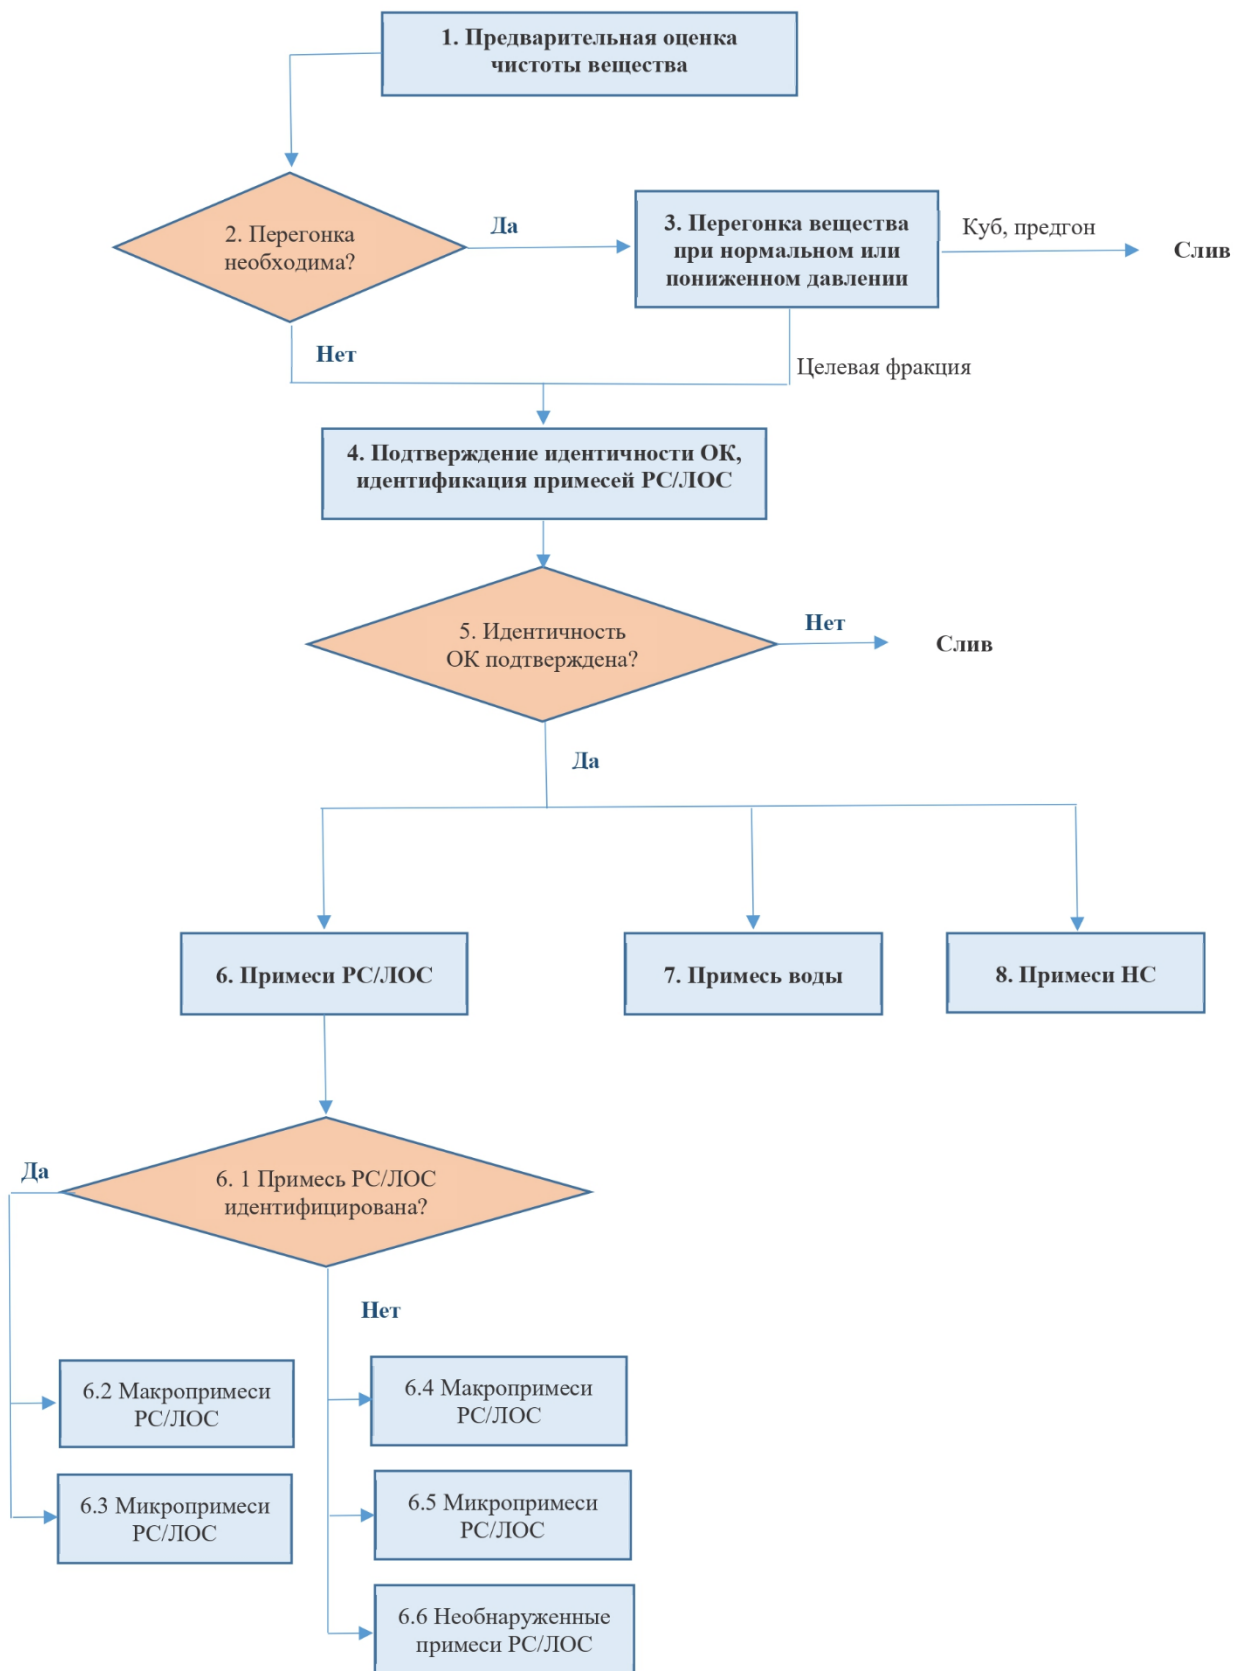 1. Предварительная оценка
чистоты вещества
2. Перегонка
необходима?
Да
3. Перегонка вещества
при нормальном или
пониженном давлении
Куб, предгон
Слив
Нет
Целевая фракция
4. Подтверждение идентичности ОК,
идентификация примесей РС/ЛОС
5. Идентичность
ОК подтверждена?
Нет
Слив
Да
6. Примеси РС/ЛОС
7. Примесь воды
8. Примеси НС
Да
6. 1 Примесь РС/ЛОС
идентифицирована?
Нет
6.2 Макропримеси
РС/ЛОС
6.4 Макропримеси
РС/ЛОС
6.3 Микропримеси
РС/ЛОС
6.5 Микропримеси
РС/ЛОС
6.6 Необнаруженные
примеси РС/ЛОС